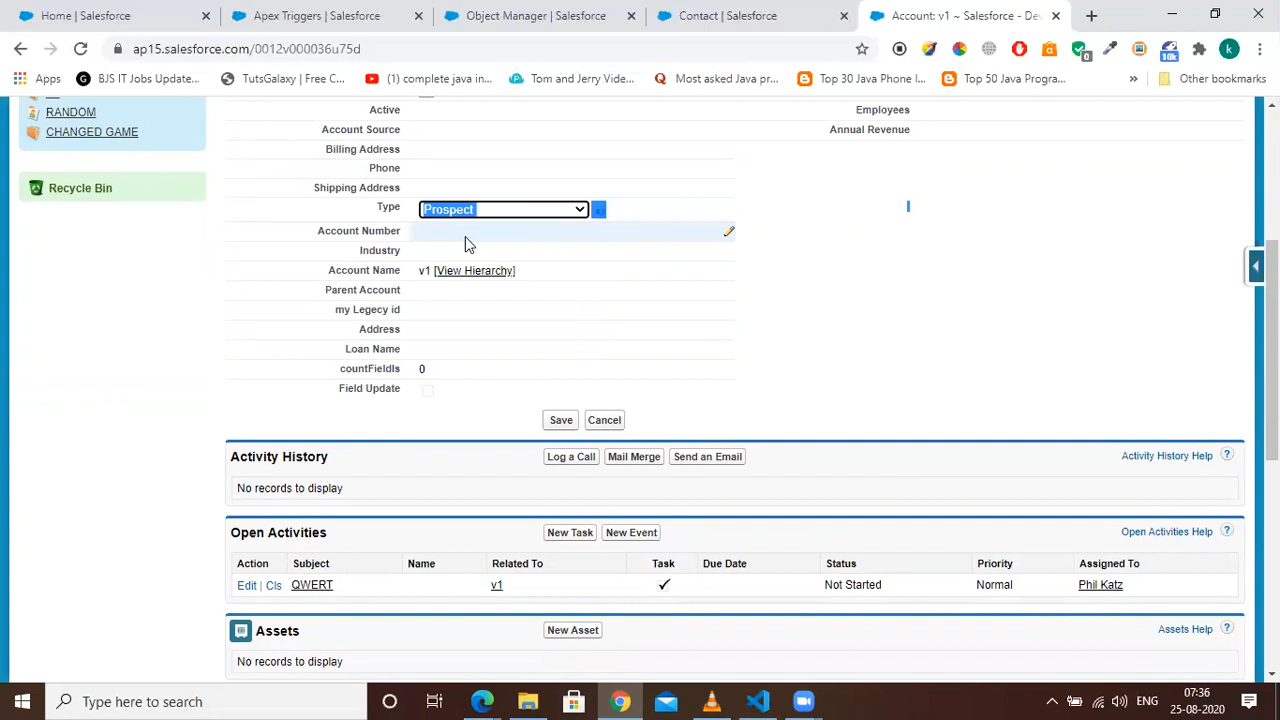 Home | Salesforce
Apex Triggers | Salesforce
Object Manager | Salesforce
Contact | Salesforce
Account: v1 ~ Salesforce - De
ap15.salesforce.com/0012v000036u75d
10k
0
k
Apps
BJS IT Jobs Update...
TutsGalaxy | Free C...
(1) complete java in...
Tom and Jerry Vide...
Most asked Java pr...
Top 30 Java Phone I...
Top 50 Java Progra...
»
Other bookmarks
RANDOM
CHANGED GAME
Recycle Bin
Active
Employees
Account Source
Annual Revenue
Billing Address
Phone
Shipping Address
Type Prospect
Account Number
Industry
Account Name v1 [View Hierarchy]
Parent Account
my Legacy id
Address
Loan Name
countFieldIs 0
Field Update
Save Cancel
Activity History Log a Call Mail Merge Send an Email Activity History Help ?
No records to display
Open Activities New Task New Event Open Activities Help ?
Action Subject Name Related To Task Due Date Status Priority Assigned To
Edit | Cls QWERT v1 Not Started Normal Phil Katz
Assets New Asset Assets Help ?
No records to display
Type here to search
ENG
07:36
25-08-2020